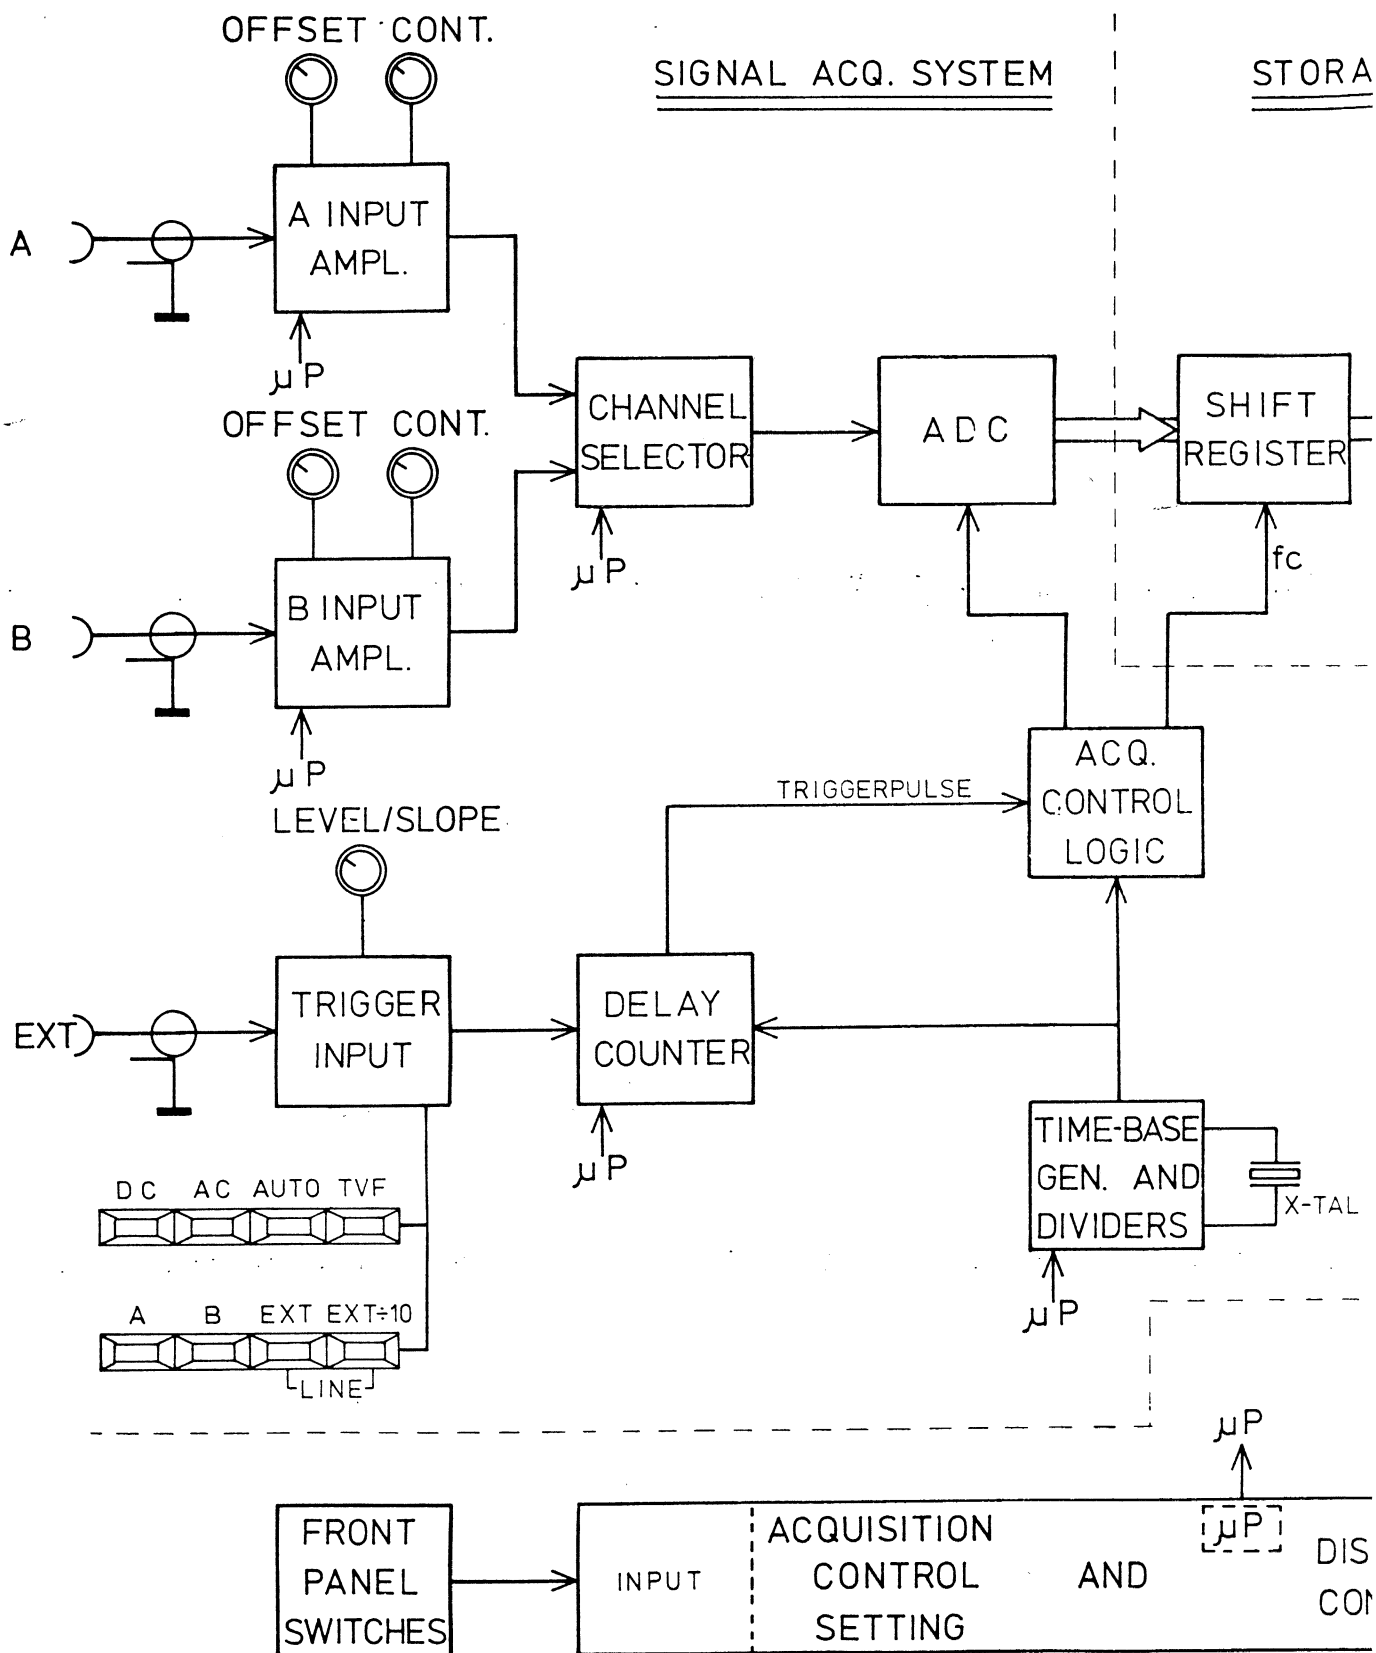 OFFSET CONT.
SIGNAL ACQ. SYSTEM
STORA
A
A INPUT
AMPL.
µP
OFFSET CONT.
CHANNEL
SELECTOR
µP
ADC
SHIFT
REGISTER
fc
B
B INPUT
AMPL.
µP
ACQ.
CONTROL
LOGIC
TRIGGERPULSE
LEVEL/SLOPE
EXT
TRIGGER
INPUT
DELAY
COUNTER
µP
TIME-BASE
GEN. AND
DIVIDERS
X-TAL
µP
DC AC AUTO TVF
A B EXT EXT÷10
LINE
µP
FRONT
PANEL
SWITCHES
INPUT
ACQUISITION
CONTROL
SETTING
AND
µP
DIS
CON